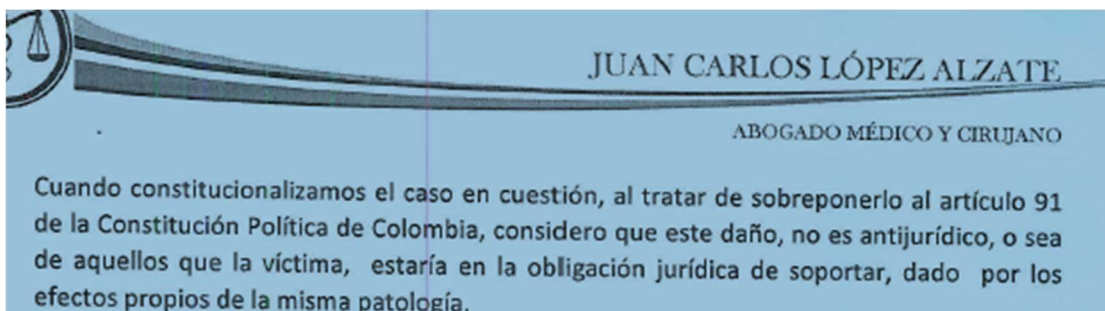 JUAN CARLOS LÓPEZ ALZATE
ABOGADO MÉDICO Y CIRUJANO
Cuando constitucionalizamos el caso en cuestión, al tratar de sobreponerlo al artículo 91
de la Constitución Política de Colombia, considero que este daño, no es antijurídico, o sea
de aquellos que la víctima, estaría en la obligación jurídica de soportar, dado por los
efectos propios de la misma patología.